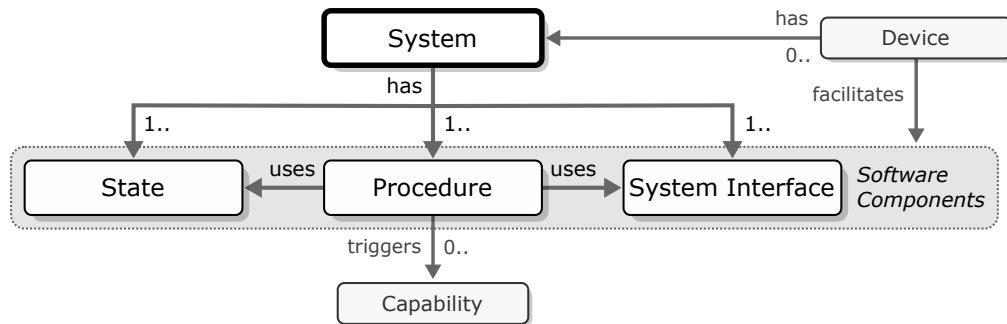 System
has
0..
Device
has
facilitates
1..
1..
1..
State
uses
Procedure
uses
System Interface
Software
Components
triggers
0..
Capability